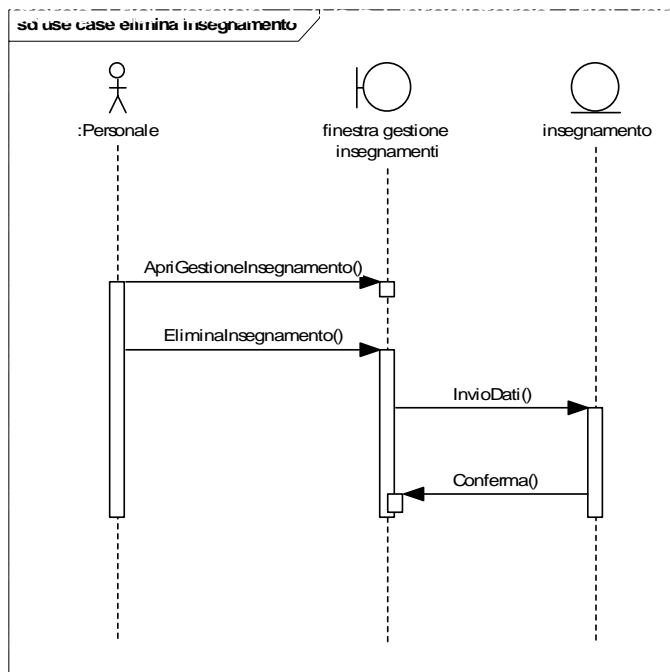 sd use case elimina insegnamento
:Personale
finestra gestione
insegnamenti
insegnamento
ApriGestioneInsegnamento()
EliminaInsegnamento()
InvioDati()
Conferma()